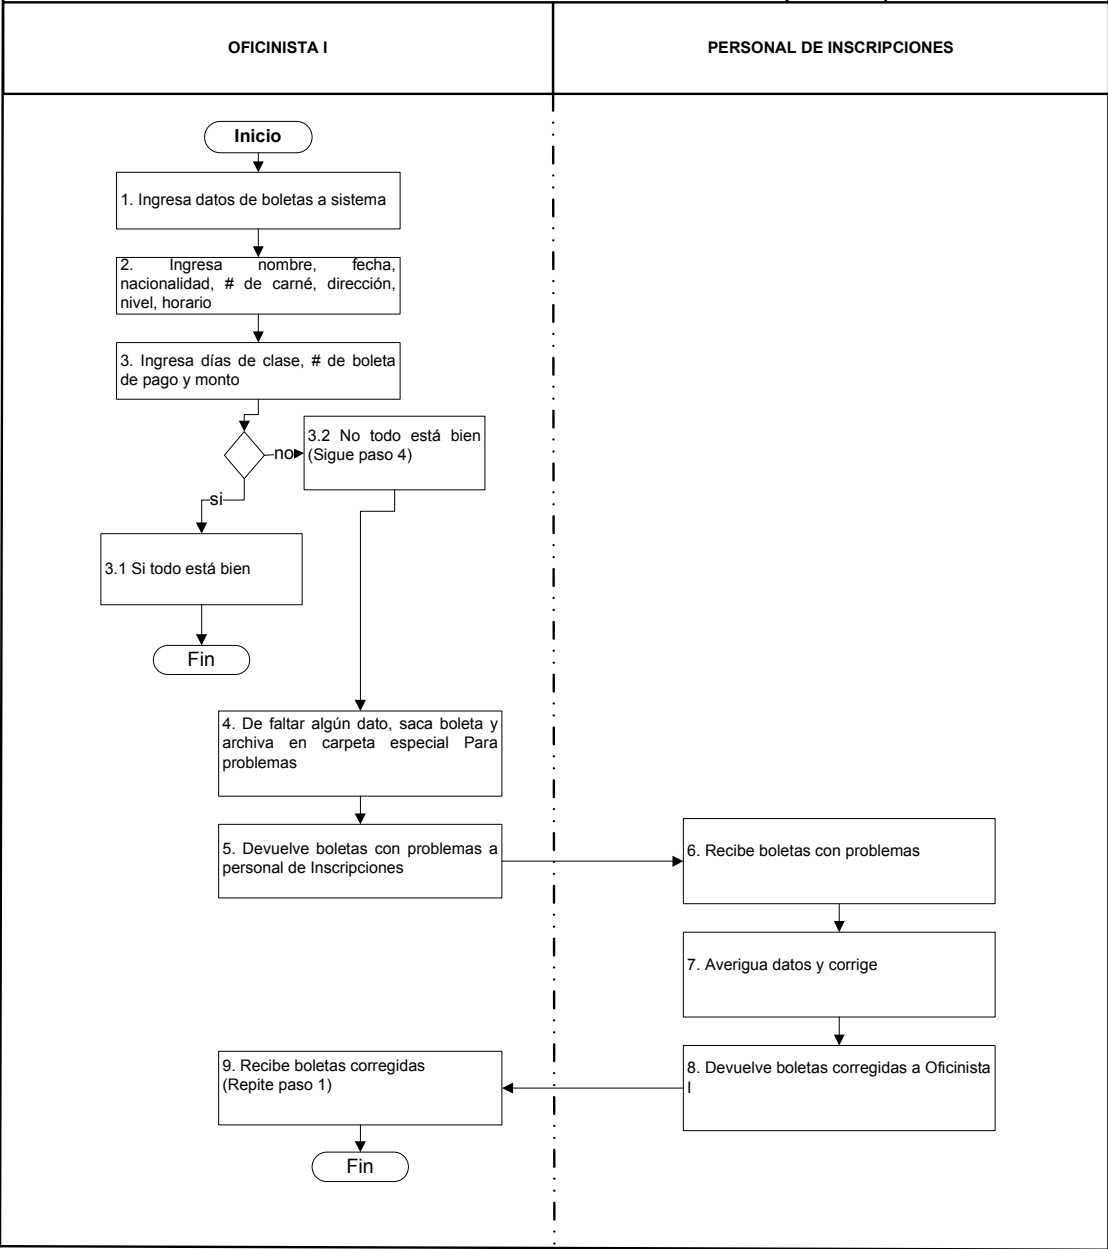 OFICINISTA I
PERSONAL DE INSCRIPCIONES
Inicio
1. Ingresa datos de boletas a sistema
2. Ingresa nombre, fecha,
nacionalidad, # de carné, dirección,
nivel, horario
3. Ingresa días de clase, # de boleta
de pago y monto
3.2 No todo está bien
(Sigue paso 4)
no
si
3.1 Si todo está bien
Fin
4. De faltar algún dato, saca boleta y
archiva en carpeta especial Para
problemas
5. Devuelve boletas con problemas a
personal de Inscripciones
6. Recibe boletas con problemas
7. Averigua datos y corrige
8. Devuelve boletas corregidas a Oficinista
I
9. Recibe boletas corregidas
(Repite paso 1)
Fin